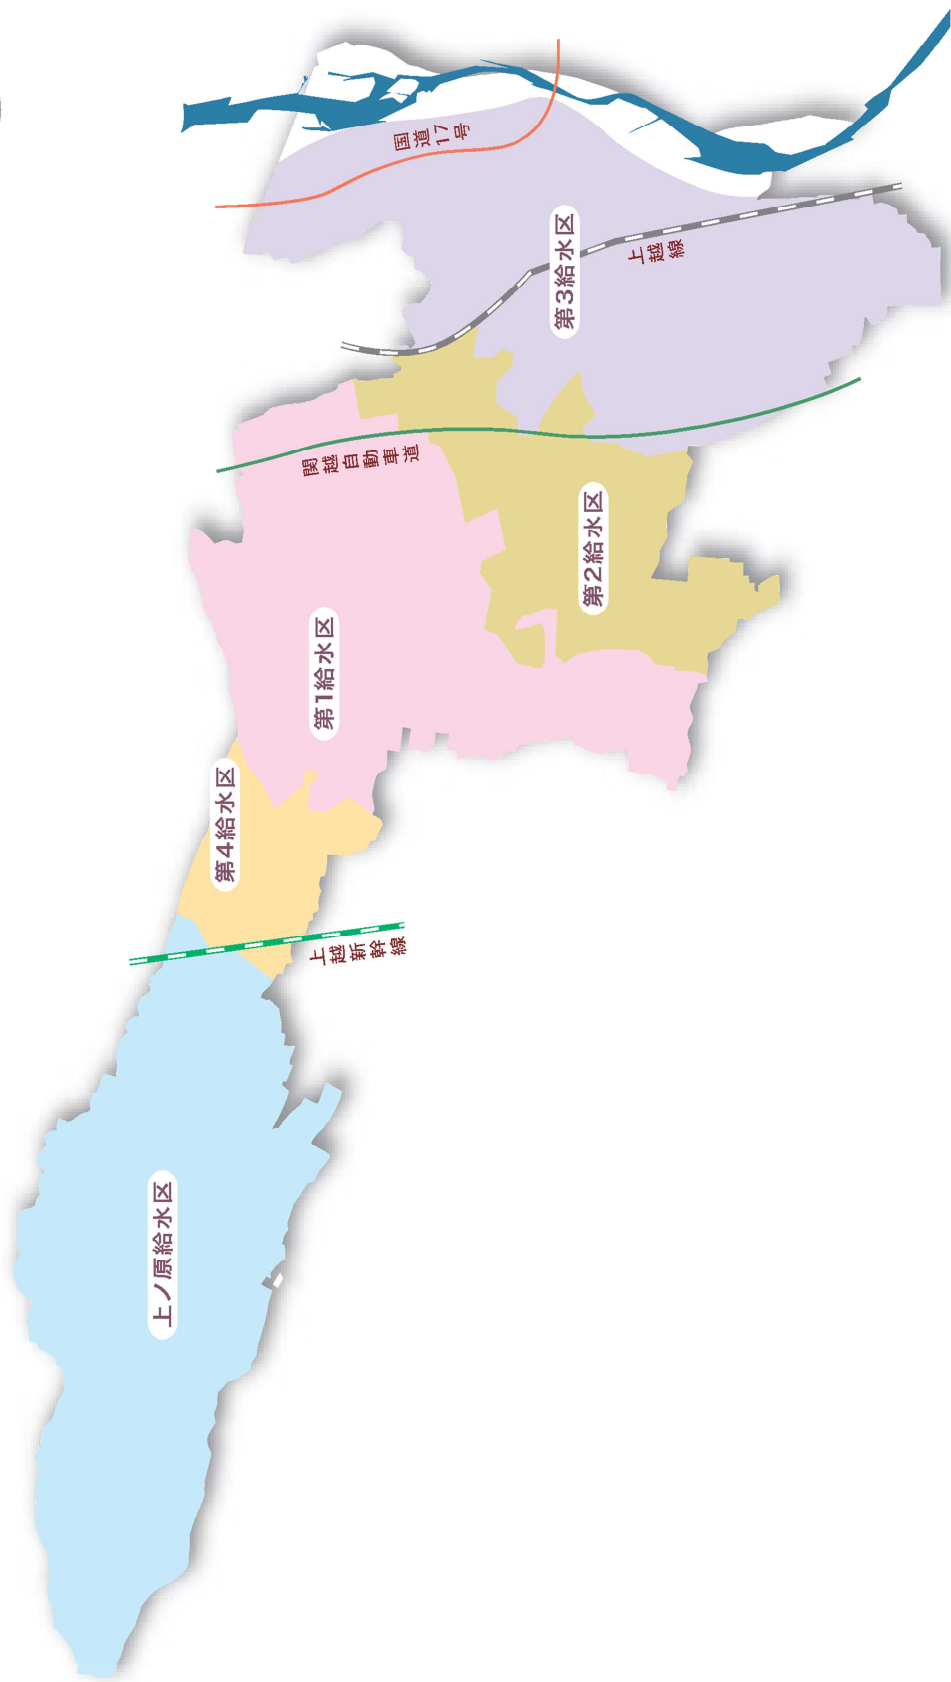 上ノ原給水区
上越新幹線
第4給水区
第1給水区
関越自動車道
第2給水区
第3給水区
上越線
国道17号